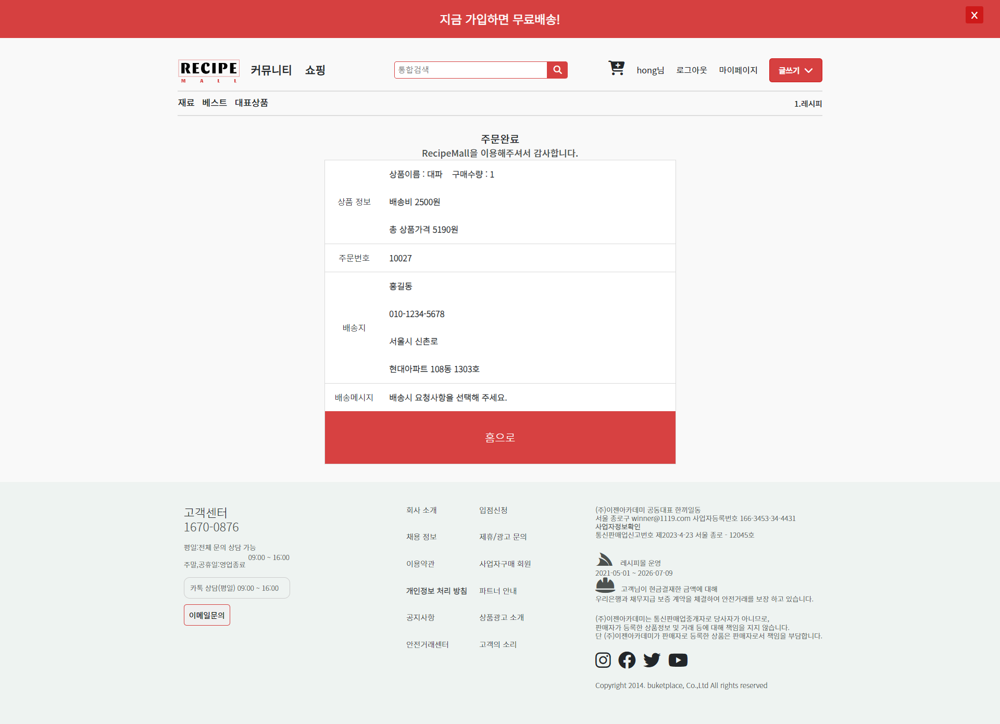 지금 가입하면 무료배송!
X
RECIPE
MALL
커뮤니티 쇼핑
통합검색
hong님 로그아웃 마이페이지 글쓰기
재료 베스트 대표상품
1.레시피
주문완료
RecipeMall을 이용해주셔서 감사합니다.
상품 정보
상품이름 : 대파 구매수량 : 1
배송비 2500원
총 상품가격 5190원
주문번호 10027
배송지
홍길동
010-1234-5678
서울시 신촌로
현대아파트 108동 1303호
배송메시지 배송시 요청사항을 선택해 주세요.
홈으로
고객센터
1670-0876
평일:전체 문의 상담 가능
09:00 ~ 16:00
주말,공휴일:영업종료
카톡 상담(평일) 09:00 ~ 16:00
이메일문의
회사 소개 입점신청
채용 정보 제휴/광고 문의
이용약관 사업자구매 회원
개인정보 처리 방침 파트너 안내
공지사항 상품광고 소개
안전거래센터 고객의 소리
(주)이젠아카데미 공동대표 한끼일동
서울 종로구 winner@1119.com 사업자등록번호 166-3453-34-4431
사업자정보확인
통신판매업신고번호 제2023-4-23 서울 종로 - 12045호
레시피몰 운영
2021-05-01 ~ 2026-07-09
고객님이 현금결재한 금액에 대해
우리은행과 채무지급 보증 계약을 체결하여 안전거래를 보장 하고 있습니다.
(주)이젠아카데미는 통신판매업중개자로 당사자가 아니므로,
판매자가 등록한 상품정보 및 거래 등에 대해 책임을 지지 않습니다.
단 (주)이젠아카데미가 판매자로 등록한 상품은 판매자로서 책임을 부담합니다.
Copyright 2014. buketplace, Co.,Ltd All rights reserved